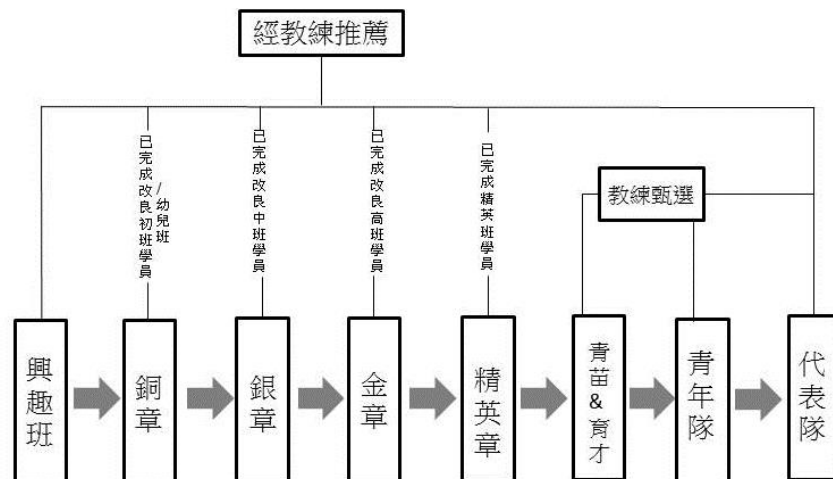 經教練推薦
已完成改良初班學員
/幼兒班
已完成改良中班學員
已完成改良高班學員
已完成精英班學員
教練甄選
興趣班
銅章
銀章
金章
精英章
青苗&育才
青年隊
代表隊